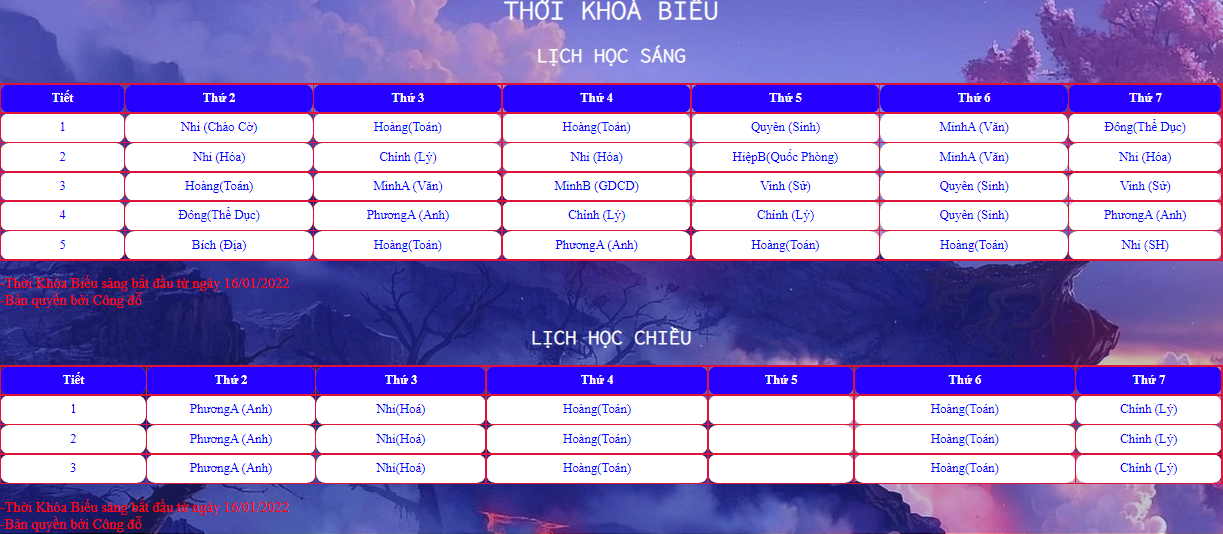 THỜI KHOÁ BIỂU
LỊCH HỌC SÁNG
Tiết Thứ 2 Thứ 3 Thứ 4 Thứ 5 Thứ 6 Thứ 7
1 Nhi (Chào Cờ) Hoàng(Toán) Hoàng(Toán) Quyên (Sinh) MinhA (Văn) Đông(Thể Dục)
2 Nhi (Hóa) Chính (Lý) Nhi (Hóa) HiệpB(Quốc Phòng) MinhA (Văn) Nhi (Hóa)
3 Hoàng(Toán) MinhA (Văn) MinhB (GDCD) Vinh (Sử) Quyên (Sinh) Vinh (Sử)
4 Đông(Thể Dục) PhươngA (Anh) Chính (Lý) Chính (Lý) Quyên (Sinh) PhươngA (Anh)
5 Bích (Địa) Hoàng(Toán) PhươngA (Anh) Hoàng(Toán) Hoàng(Toán) Nhi (SH)
-Thời Khóa Biểu sáng bắt đầu từ ngày 16/01/2022
-Bản quyền bởi Công đỗ
LỊCH HỌC CHIỀU
Tiết Thứ 2 Thứ 3 Thứ 4 Thứ 5 Thứ 6 Thứ 7
1 PhươngA (Anh) Nhi(Hoá) Hoàng(Toán) Hoàng(Toán) Chính (Lý)
2 PhươngA (Anh) Nhi(Hoá) Hoàng(Toán) Hoàng(Toán) Chính (Lý)
3 PhươngA (Anh) Nhi(Hoá) Hoàng(Toán) Hoàng(Toán) Chính (Lý)
-Thời Khóa Biểu sáng bắt đầu từ ngày 16/01/2022
-Bản quyền bởi Công đỗ